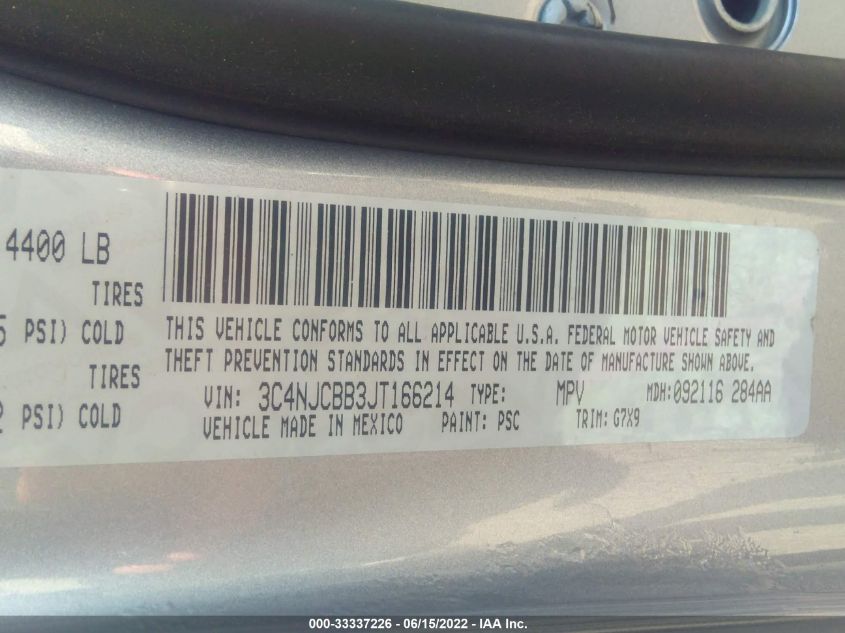 4400 LB
TIRES
5 PSI) COLD
TIRES
2 PSI) COLD
THIS VEHICLE CONFORMS TO ALL APPLICABLE U.S.A. FEDERAL MOTOR VEHICLE SAFETY AND
THEFT PREVENTION STANDARDS IN EFFECT ON THE DATE OF MANUFACTURE SHOWN ABOVE.
VIN: 3C4NJCBB3JT166214 TYPE: MPV MDH:092116 284AA
VEHICLE MADE IN MEXICO PAINT: PSC TRIM: G7X9
000-33337226 - 06/15/2022 - IAA Inc.